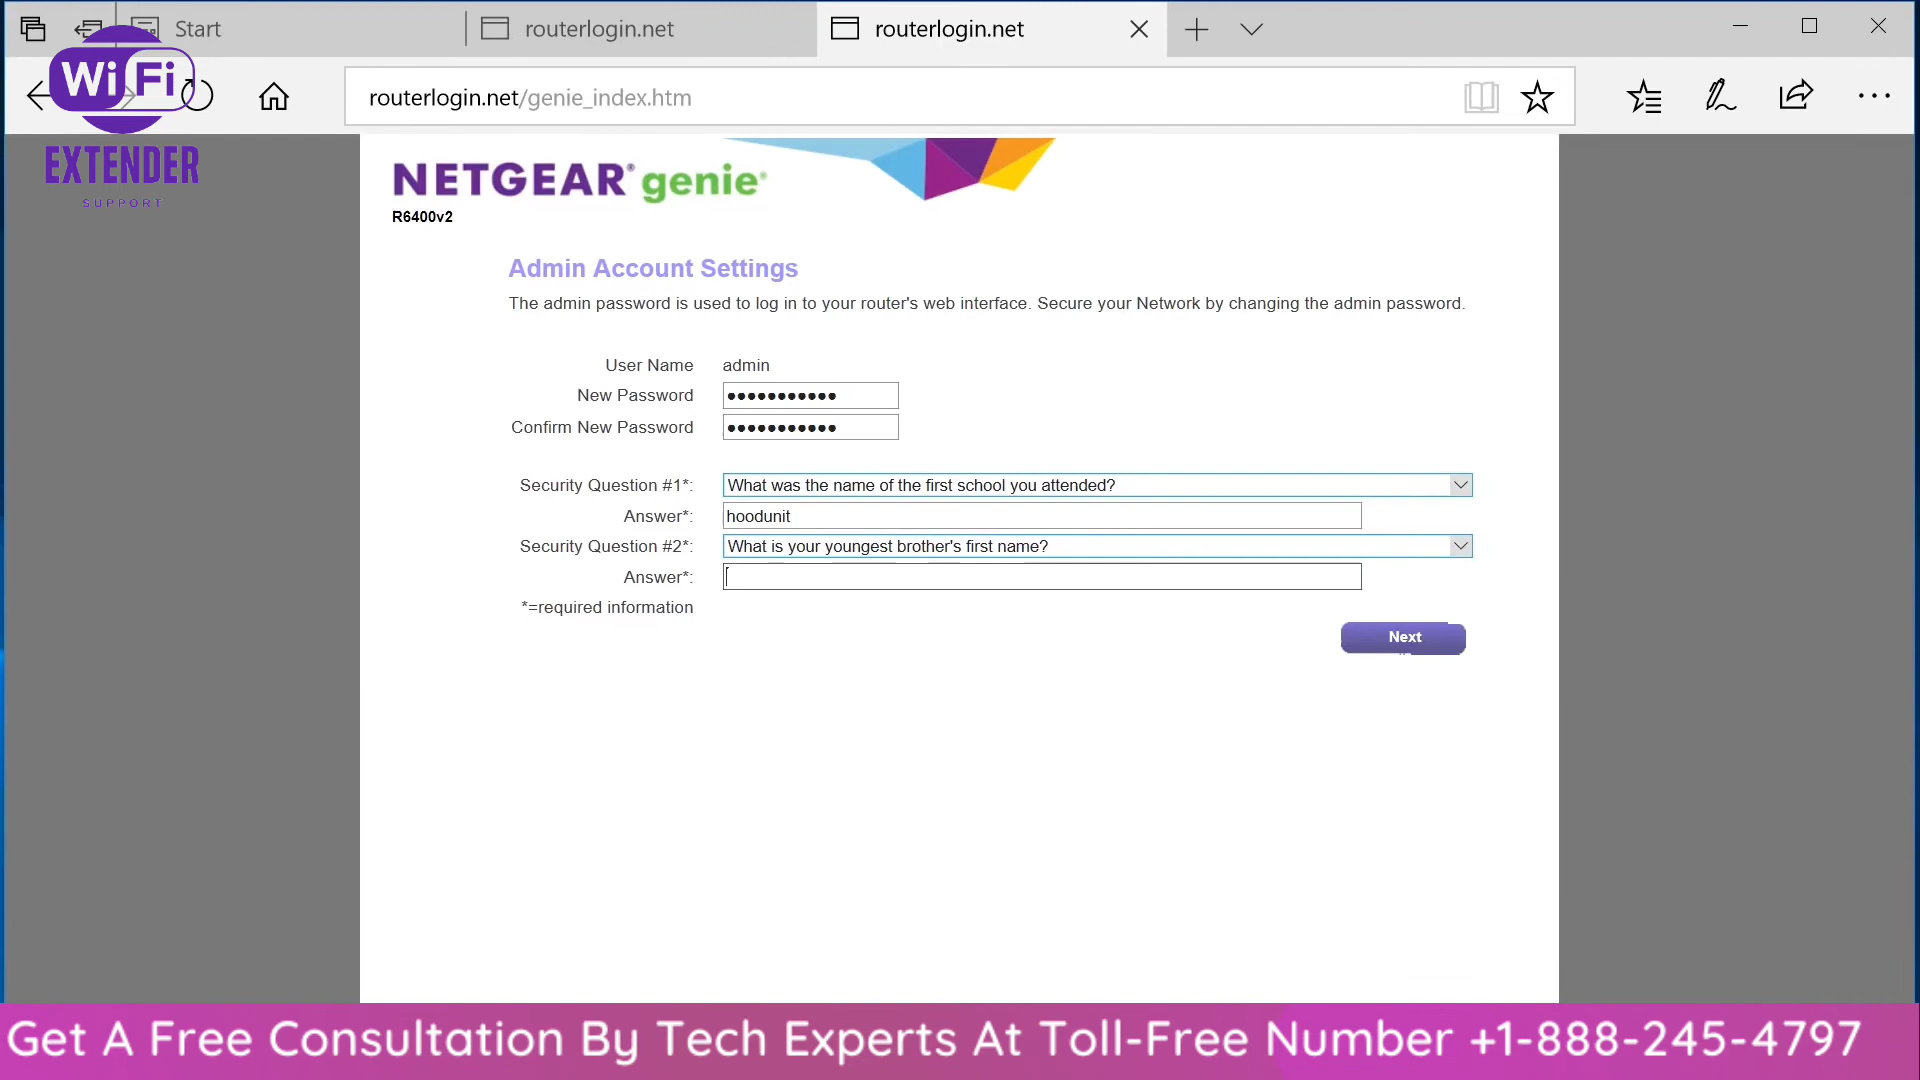 Start
routerlogin.net
routerlogin.net
WiFi
EXTENDER
SUPPORT
routerlogin.net/genie_index.htm
NETGEAR® genie®
R6400v2
Admin Account Settings
The admin password is used to log in to your router's web interface. Secure your Network by changing the admin password.
User Name admin
New Password •••••••••••
Confirm New Password •••••••••••
Security Question #1*: What was the name of the first school you attended?
Answer*: hoodunit
Security Question #2*: What is your youngest brother's first name?
Answer*:
*=required information
Next
Get A Free Consultation By Tech Experts At Toll-Free Number +1-888-245-4797